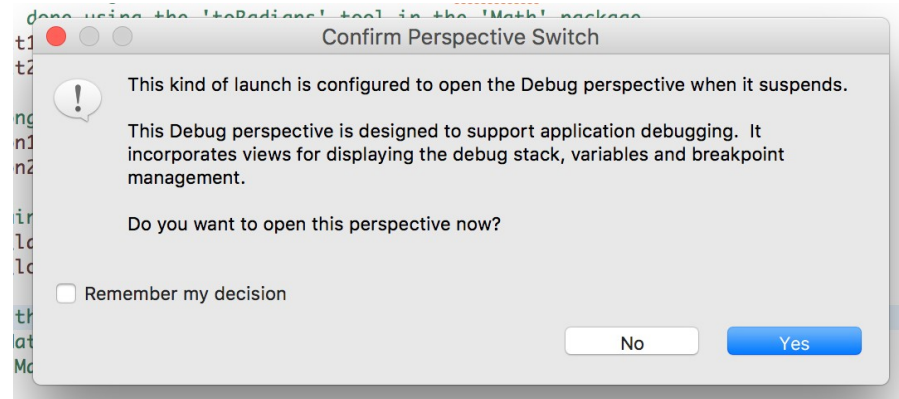 done using the 'toRadians' tool in the 'Math' package
Confirm Perspective Switch
This kind of launch is configured to open the Debug perspective when it suspends.
This Debug perspective is designed to support application debugging.  It
incorporates views for displaying the debug stack, variables and breakpoint
management.
Do you want to open this perspective now?
Remember my decision
No
Yes